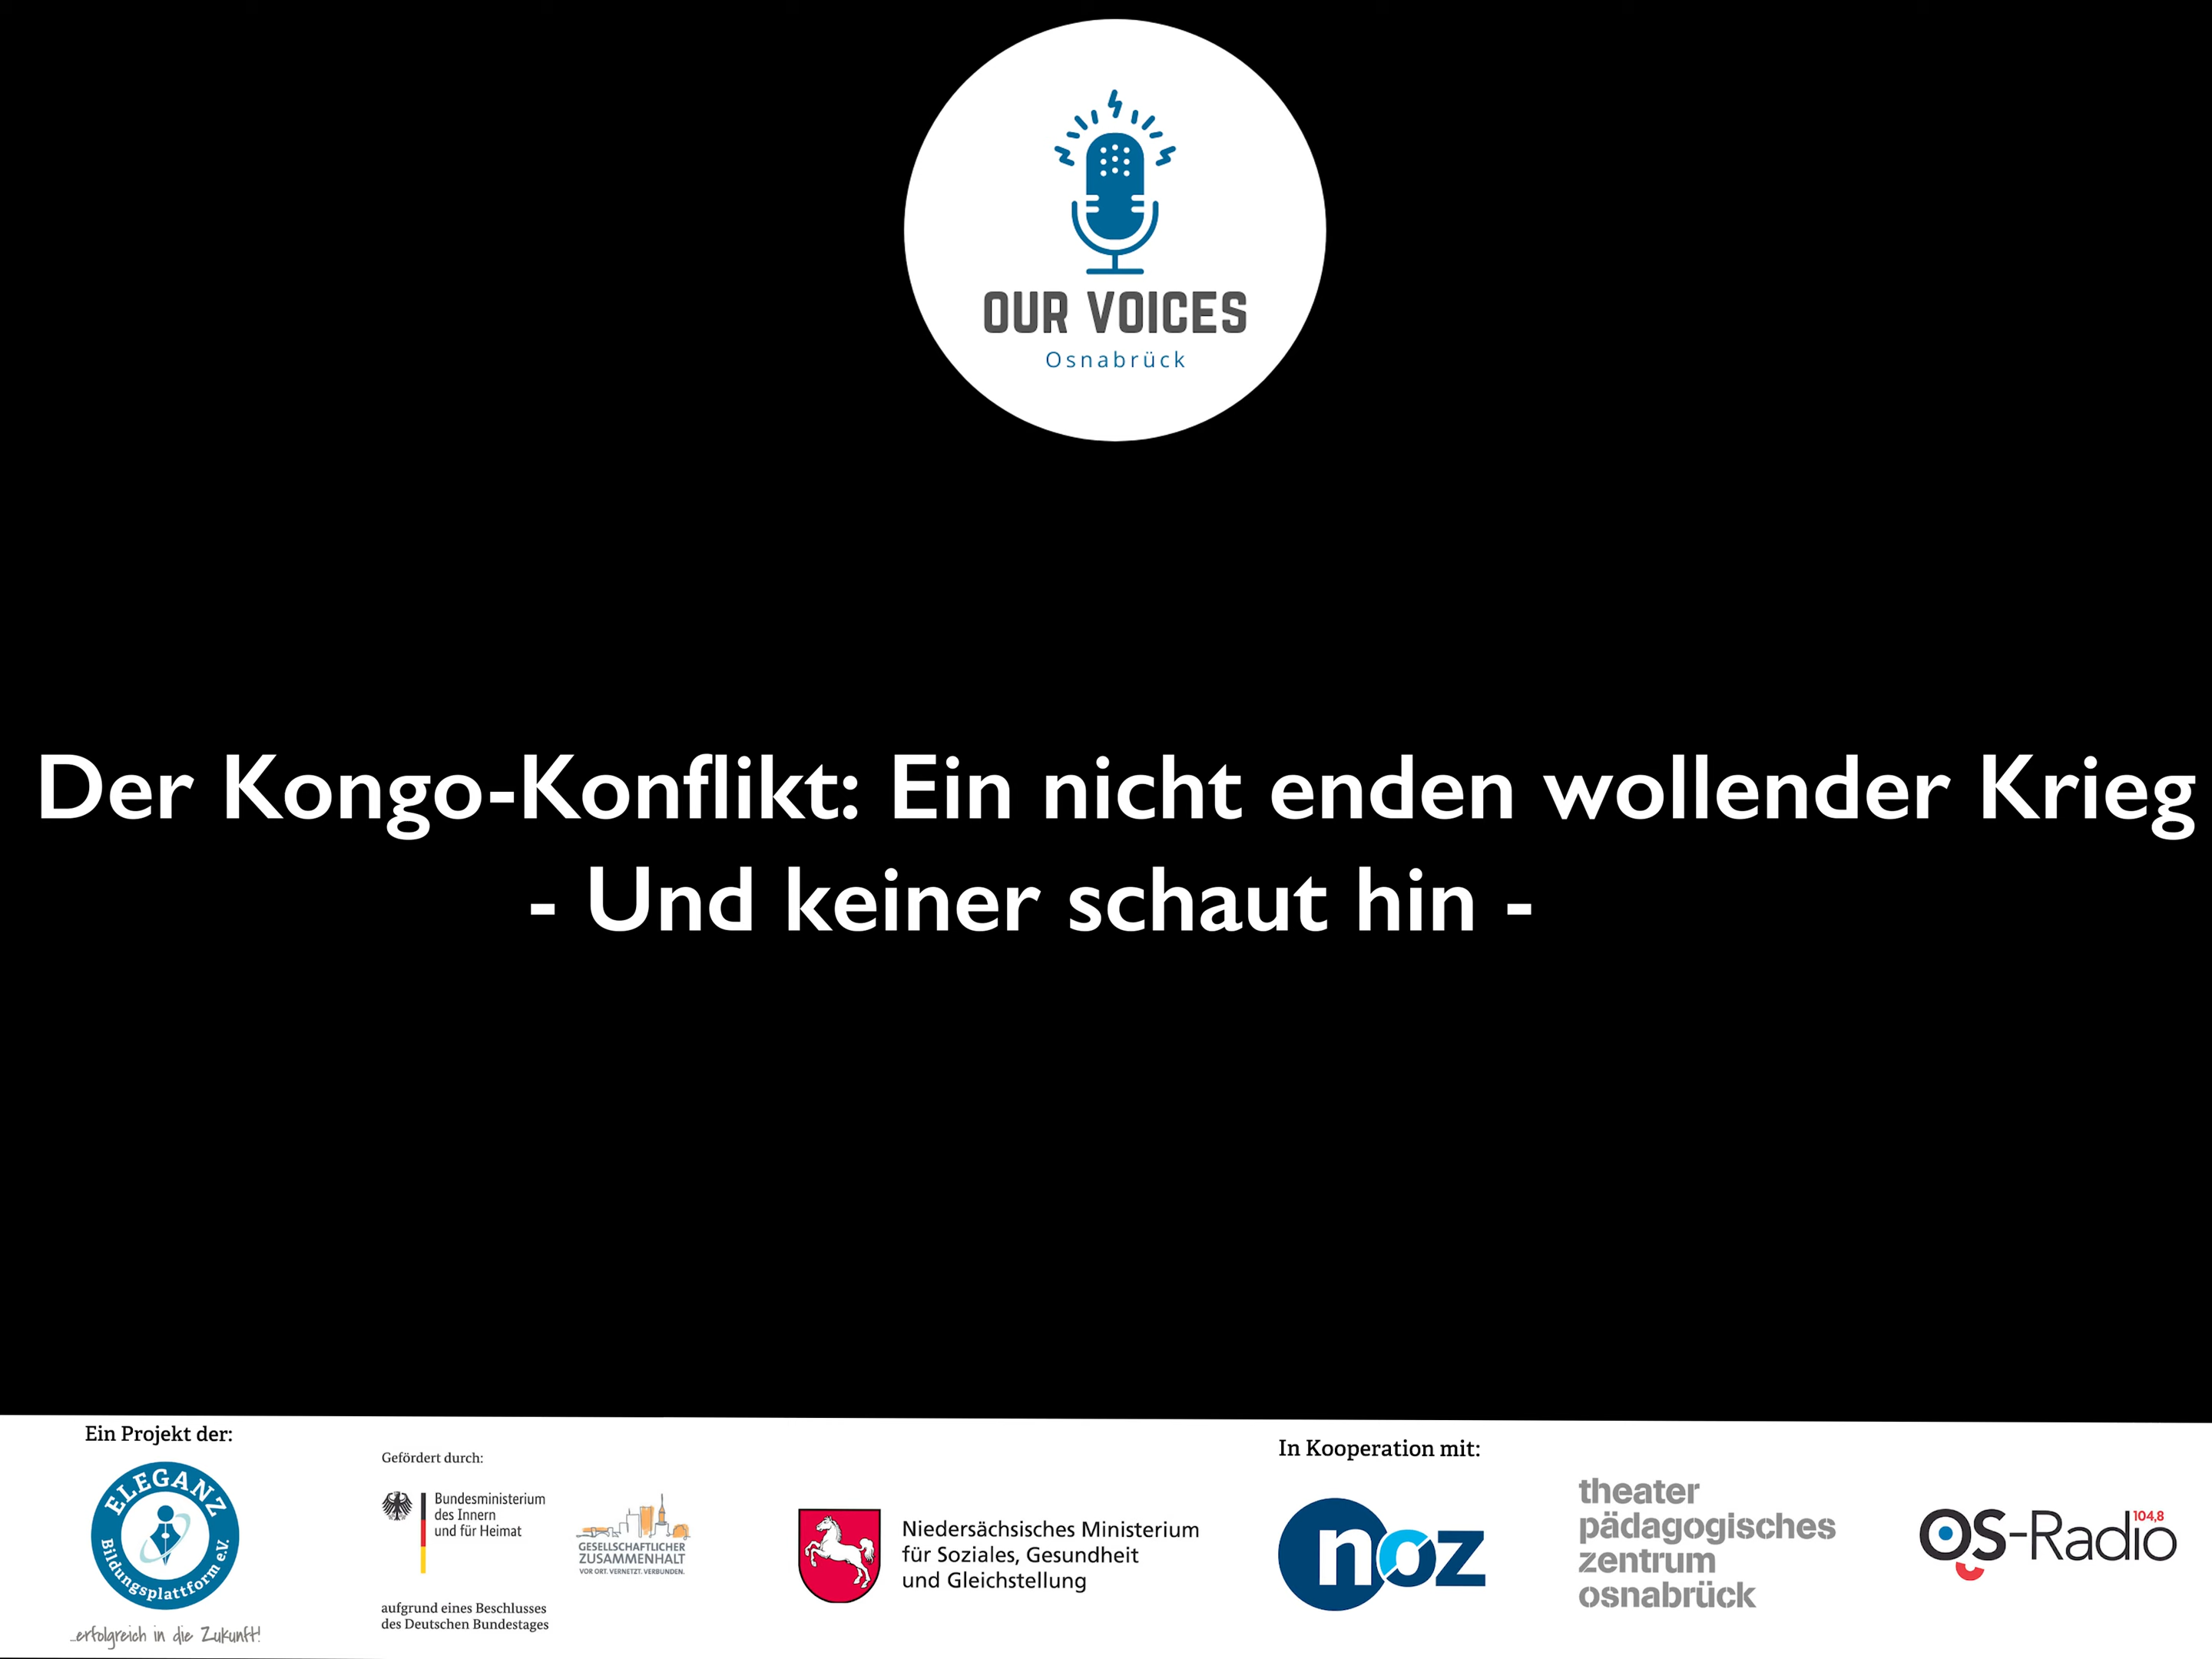 OUR VOICES
Osnabrück
Der Kongo-Konflikt: Ein nicht enden wollender Krieg
- Und keiner schaut hin -
Ein Projekt der:
ELEGANZ
Bildungsplattform e.V.
...erfolgreich in die Zukunft!
Gefördert durch:
Bundesministerium
des Innern
und für Heimat
aufgrund eines Beschlusses
des Deutschen Bundestages
GESELLSCHAFTLICHER
ZUSAMMENHALT
VOR ORT. VERNETZT. VERBUNDEN.
Niedersächsisches Ministerium
für Soziales, Gesundheit
und Gleichstellung
In Kooperation mit:
noz
theater
pädagogisches
zentrum
osnabrück
OS-Radio 104,8